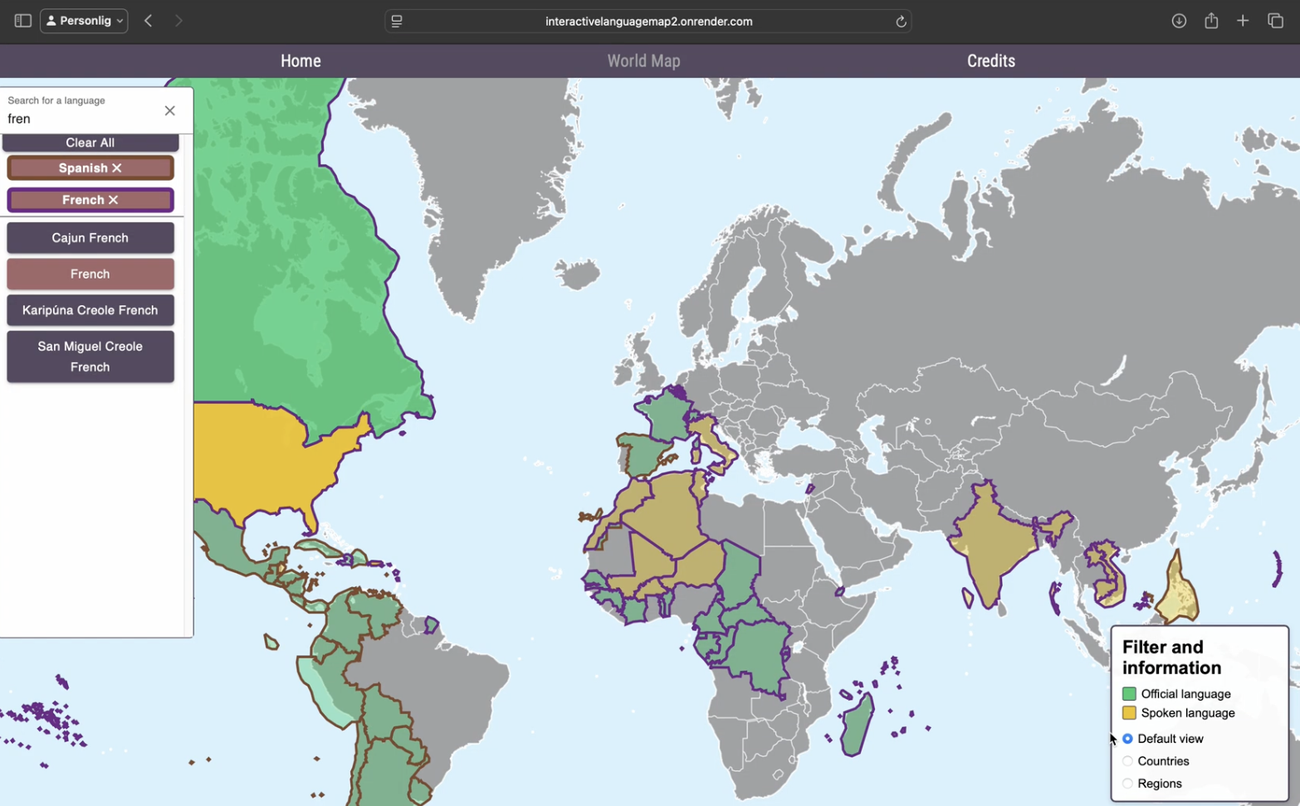 Personlig
interactivelanguagemap2.onrender.com
Home
World Map
Credits
Search for a language
fren
Clear All
Spanish ✕
French ✕
Cajun French
French
Karipúna Creole French
San Miguel Creole
French
Filter and
information
Official language
Spoken language
Default view
Countries
Regions